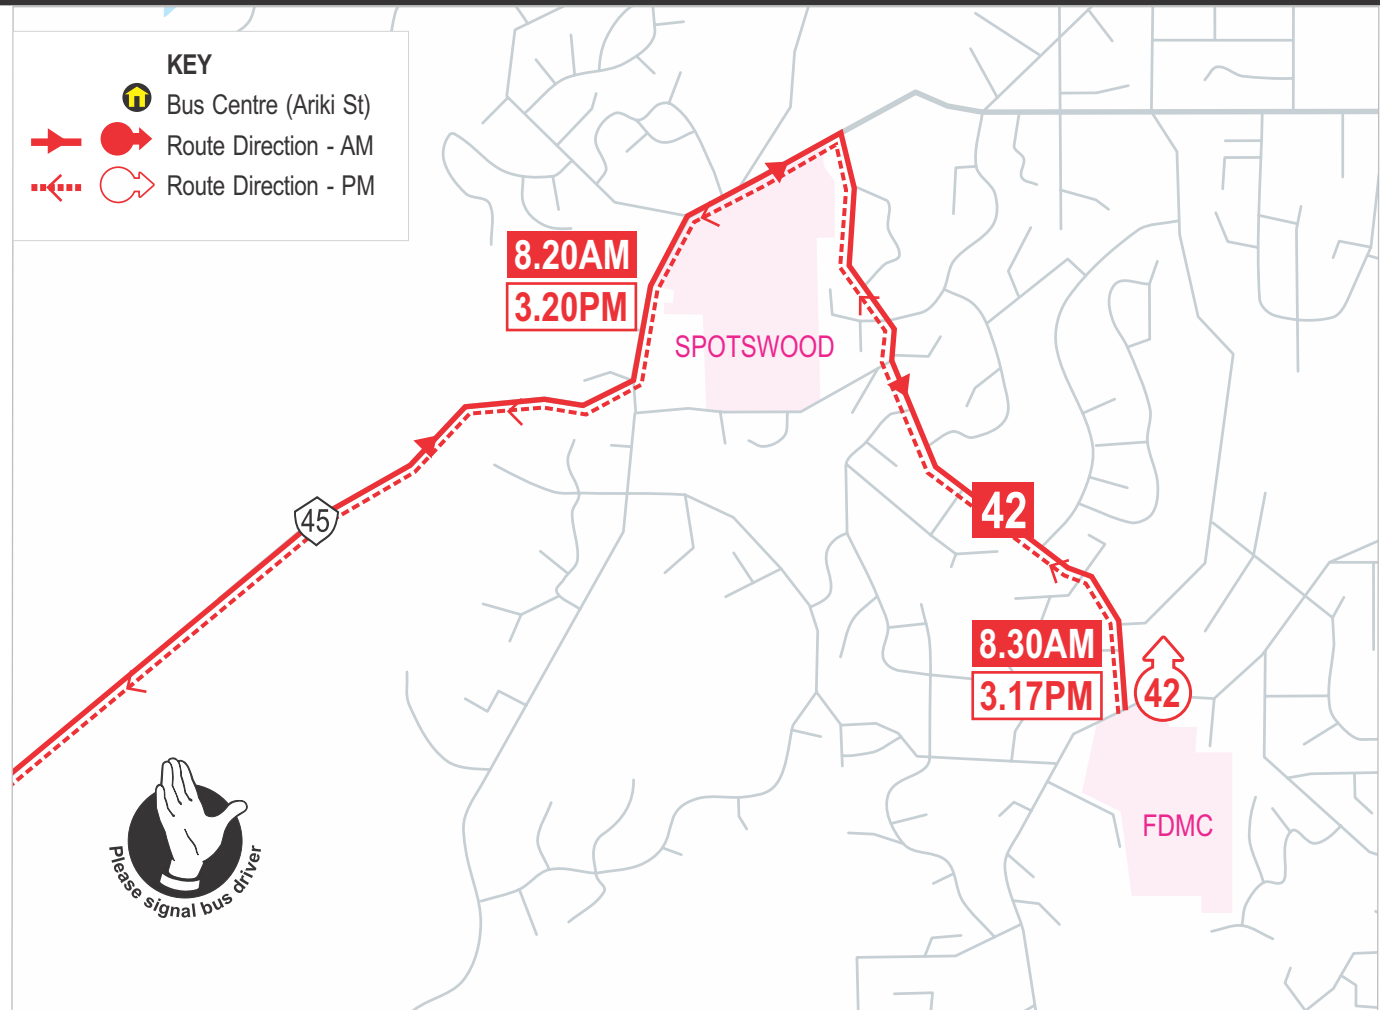 KEY
Bus Centre (Ariki St)
Route Direction - AM
Route Direction - PM
8.20AM
3.20PM
SPOTSWOOD
45
42
8.30AM
3.17PM
42
FDMC
Please signal bus driver